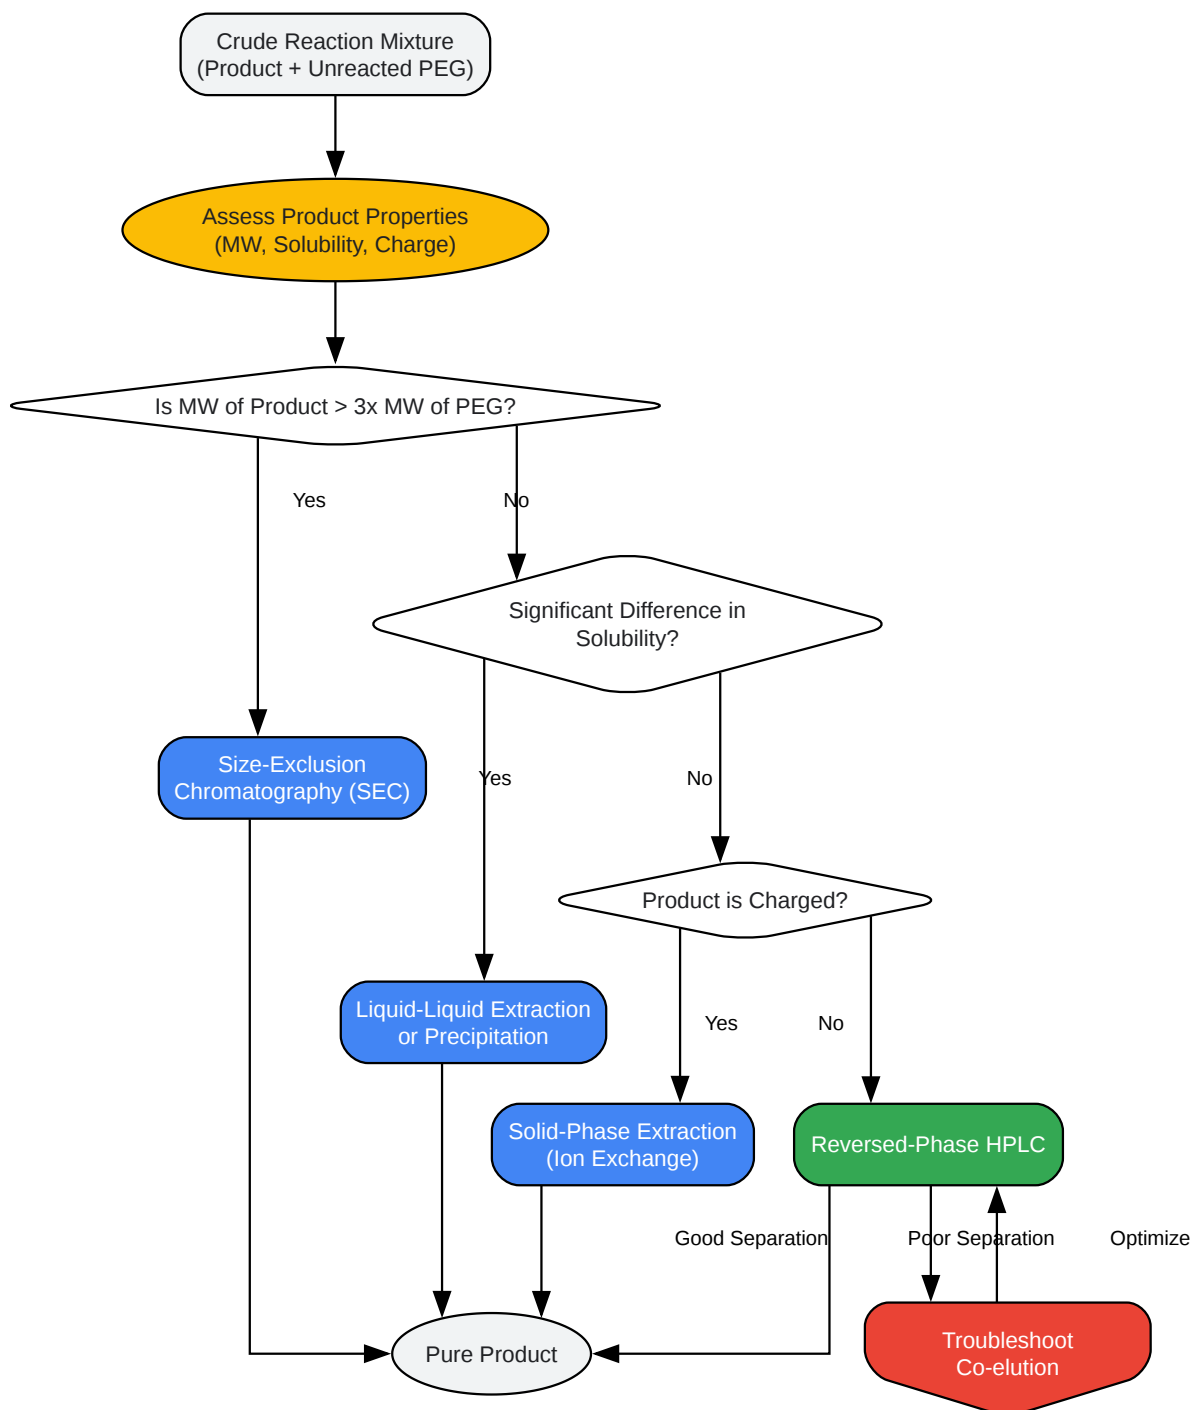 Crude Reaction Mixture
(Product + Unreacted PEG)
Assess Product Properties
(MW, Solubility, Charge)
Is MW of Product > 3x MW of PEG?
Yes
No
Significant Difference in
Solubility?
Size-Exclusion
Chromatography (SEC)
Yes
No
Product is Charged?
Liquid-Liquid Extraction
or Precipitation
Yes
No
Solid-Phase Extraction
(Ion Exchange)
Reversed-Phase HPLC
Good Separation
Poor Separation
Optimize
Pure Product
Troubleshoot
Co-elution